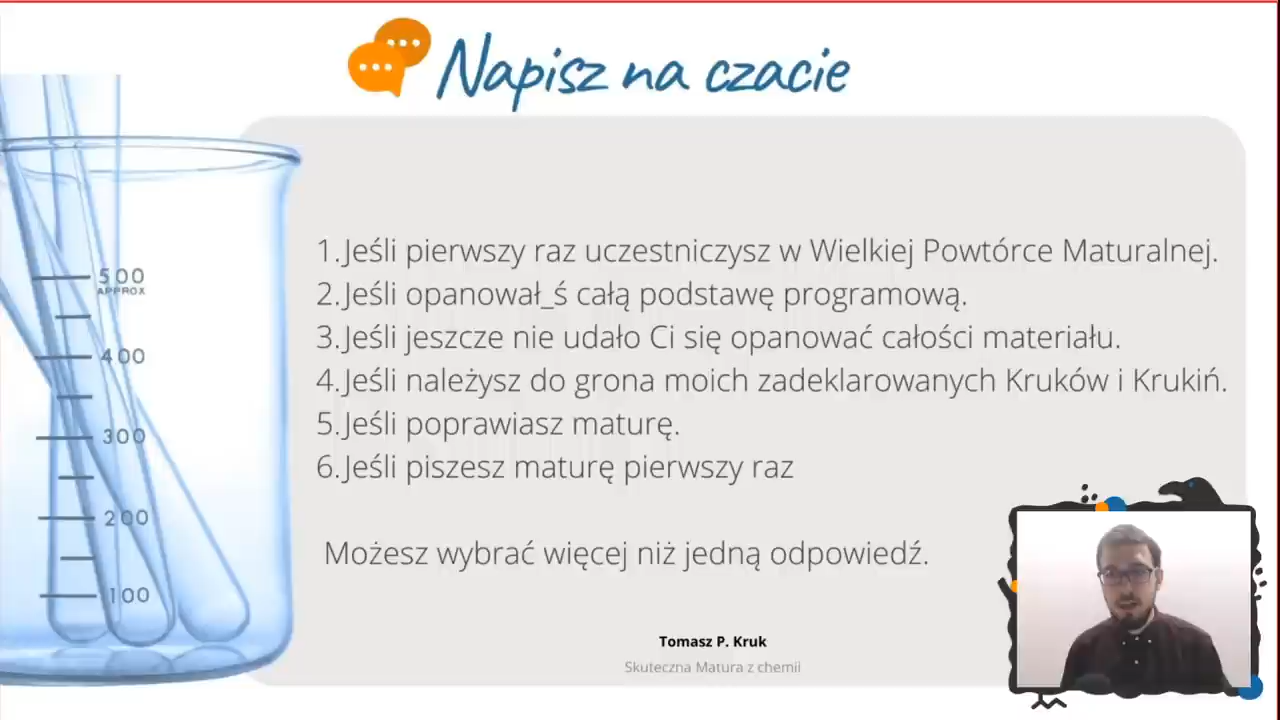 Napisz na czacie
1.Jeśli pierwszy raz uczestniczysz w Wielkiej Powtórce Maturalnej.
2.Jeśli opanował_ś całą podstawę programową.
3.Jeśli jeszcze nie udało Ci się opanować całości materiału.
4.Jeśli należysz do grona moich zadeklarowanych Kruków i Krukiń.
5.Jeśli poprawiasz maturę.
6.Jeśli piszesz maturę pierwszy raz
Możesz wybrać więcej niż jedną odpowiedź.
Tomasz P. Kruk
Skuteczna Matura z chemii
500
APPROX
400
300
200
100